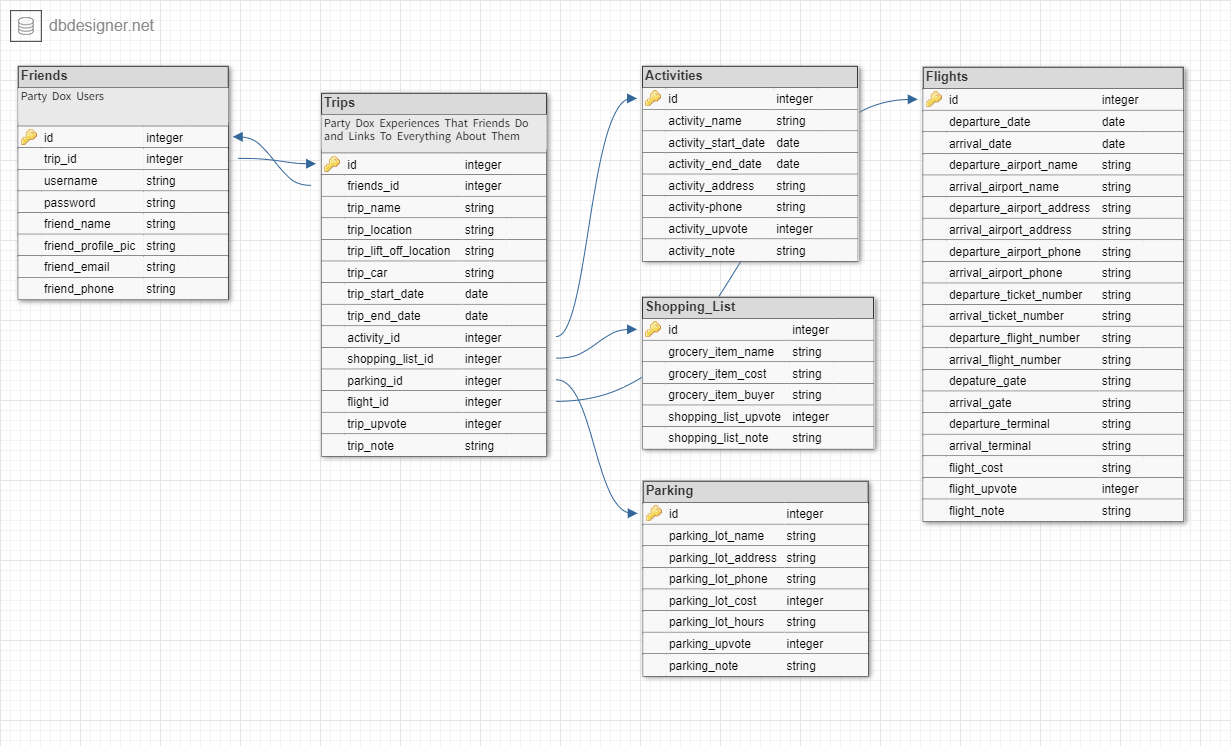 dbdesigner.net
Friends
Party Dox Users
id integer
trip_id integer
username string
password string
friend_name string
friend_profile_pic string
friend_email string
friend_phone string
Trips
Party Dox Experiences That Friends Do
and Links To Everything About Them
id integer
friends_id integer
trip_name string
trip_location string
trip_lift_off_location string
trip_car string
trip_start_date date
trip_end_date date
activity_id integer
shopping_list_id integer
parking_id integer
flight_id integer
trip_upvote integer
trip_note string
Activities
id integer
activity_name string
activity_start_date date
activity_end_date date
activity_address string
activity-phone string
activity_upvote integer
activity_note string
Shopping_List
id integer
grocery_item_name string
grocery_item_cost string
grocery_item_buyer string
shopping_list_upvote integer
shopping_list_note string
Parking
id integer
parking_lot_name string
parking_lot_address string
parking_lot_phone string
parking_lot_cost integer
parking_lot_hours string
parking_upvote integer
parking_note string
Flights
id integer
departure_date date
arrival_date date
departure_airport_name string
arrival_airport_name string
departure_airport_address string
arrival_airport_address string
departure_airport_phone string
arrival_airport_phone string
departure_ticket_number string
arrival_ticket_number string
departure_flight_number string
arrival_flight_number string
depature_gate string
arrival_gate string
departure_terminal string
arrival_terminal string
flight_cost string
flight_upvote integer
flight_note string